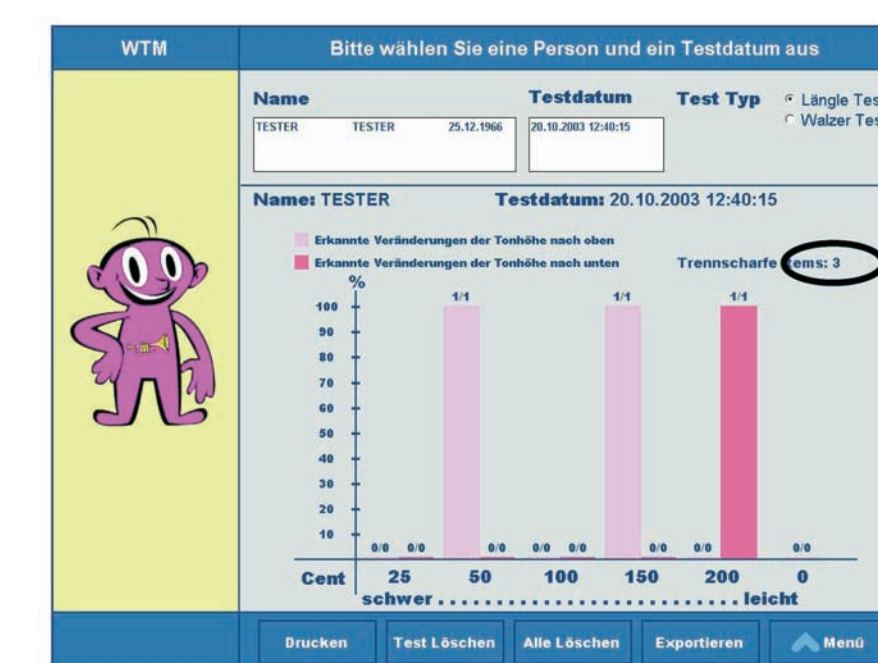 WTM
Bitte wählen Sie eine Person und ein Testdatum aus
Name
Testdatum
Test Typ
Längle Tes
Walzer Tes
TESTER TESTER 25.12.1966
20.10.2003 12:40:15
Name: TESTER
Testdatum: 20.10.2003 12:40:15
Erkannte Veränderungen der Tonhöhe nach oben
Erkannte Veränderungen der Tonhöhe nach unten
Trennscharfe Items: 3
%
1/1 1/1 1/1
100
90
80
70
60
50
40
30
20
10
0/0 0/0 0/0 0/0 0/0 0/0 0/0 0/0
Cent 25 50 100 150 200 0
schwer . . . . . . . . . . . . . . . . . . . . . . . . . . . leicht
Drucken
Test Löschen
Alle Löschen
Exportieren
Menü